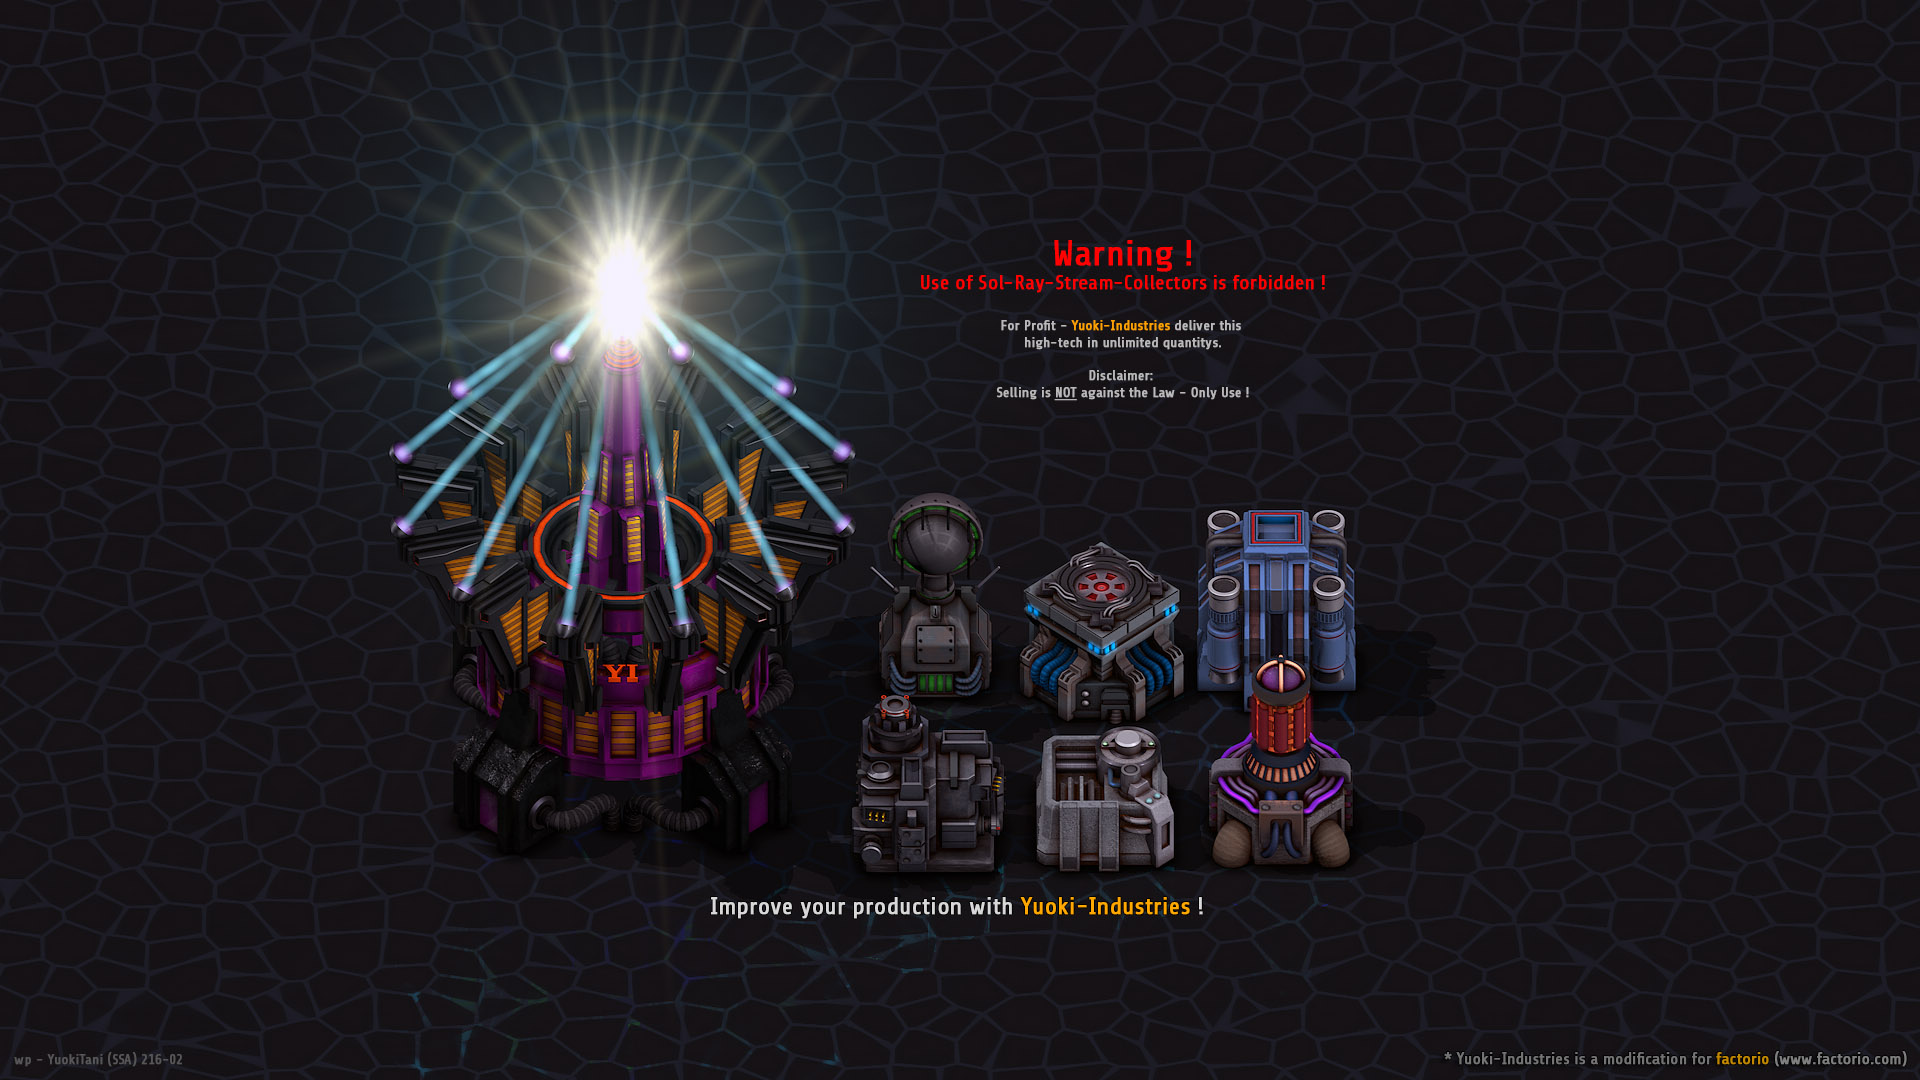 Warning !
Use of Sol-Ray-Stream-Collectors is forbidden !
For Profit - Yuoki-Industries deliver this
high-tech in unlimited quantitys.
Disclaimer:
Selling is NOT against the Law - Only Use !
YI
Improve your production with Yuoki-Industries !
wp - YuokiTani (SSA) 216-02
* Yuoki-Industries is a modification for factorio (www.factorio.com)